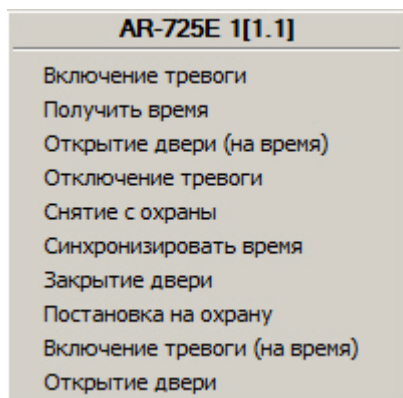 AR-725E 1[1.1]
Включение тревоги
Получить время
Открытие двери (на время)
Отключение тревоги
Снятие с охраны
Синхронизировать время
Закрытие двери
Постановка на охрану
Включение тревоги (на время)
Открытие двери